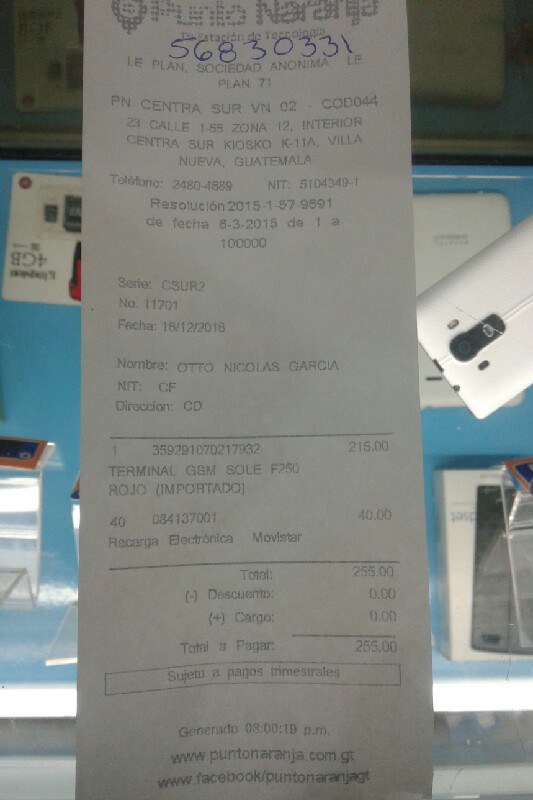 Punto Naranja
Tu Estación de Tecnología
56830331
LE PLAN, SOCIEDAD ANONIMA LE
PLAN 71
PN CENTRA SUR VN 02 - COD044
23 CALLE 1-55 ZONA 12, INTERIOR
CENTRA SUR KIOSKO K-11A, VILLA
NUEVA, GUATEMALA
Teléfono: 2480-4689 NIT: 5104349-1
Resolución 2015-1-57-9591
de fecha 6-3-2015 de 1 a
100000
Serie: CSUR2
No. 11701
Fecha: 16/12/2016
Nombre: OTTO NICOLAS GARCIA
NIT: CF
Direccion: CD
1 359291070217932 215.00
TERMINAL GSM SOLE F250
ROJO (IMPORTADO)
40 084137001 40.00
Recarga Electrónica Movistar
Total: 255.00
(-) Descuento: 0.00
(+) Cargo: 0.00
Total a Pagar: 255.00
Sujeto a pagos trimestrales
Generado 08:00:19 p.m.
www.puntonaranja.com.gt
www.facebook/puntonaranjagt
4GB
Kingston